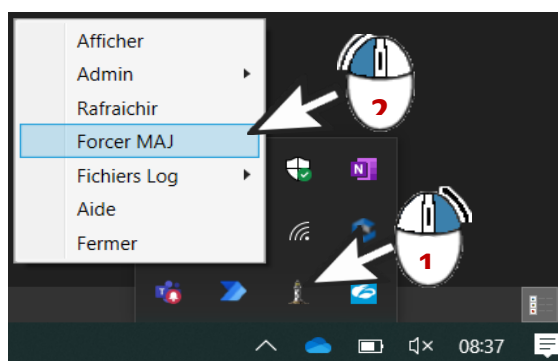 Afficher
Admin
Rafraichir
Forcer MAJ
Fichiers Log
Aide
Fermer
2
N
1
T
08:37